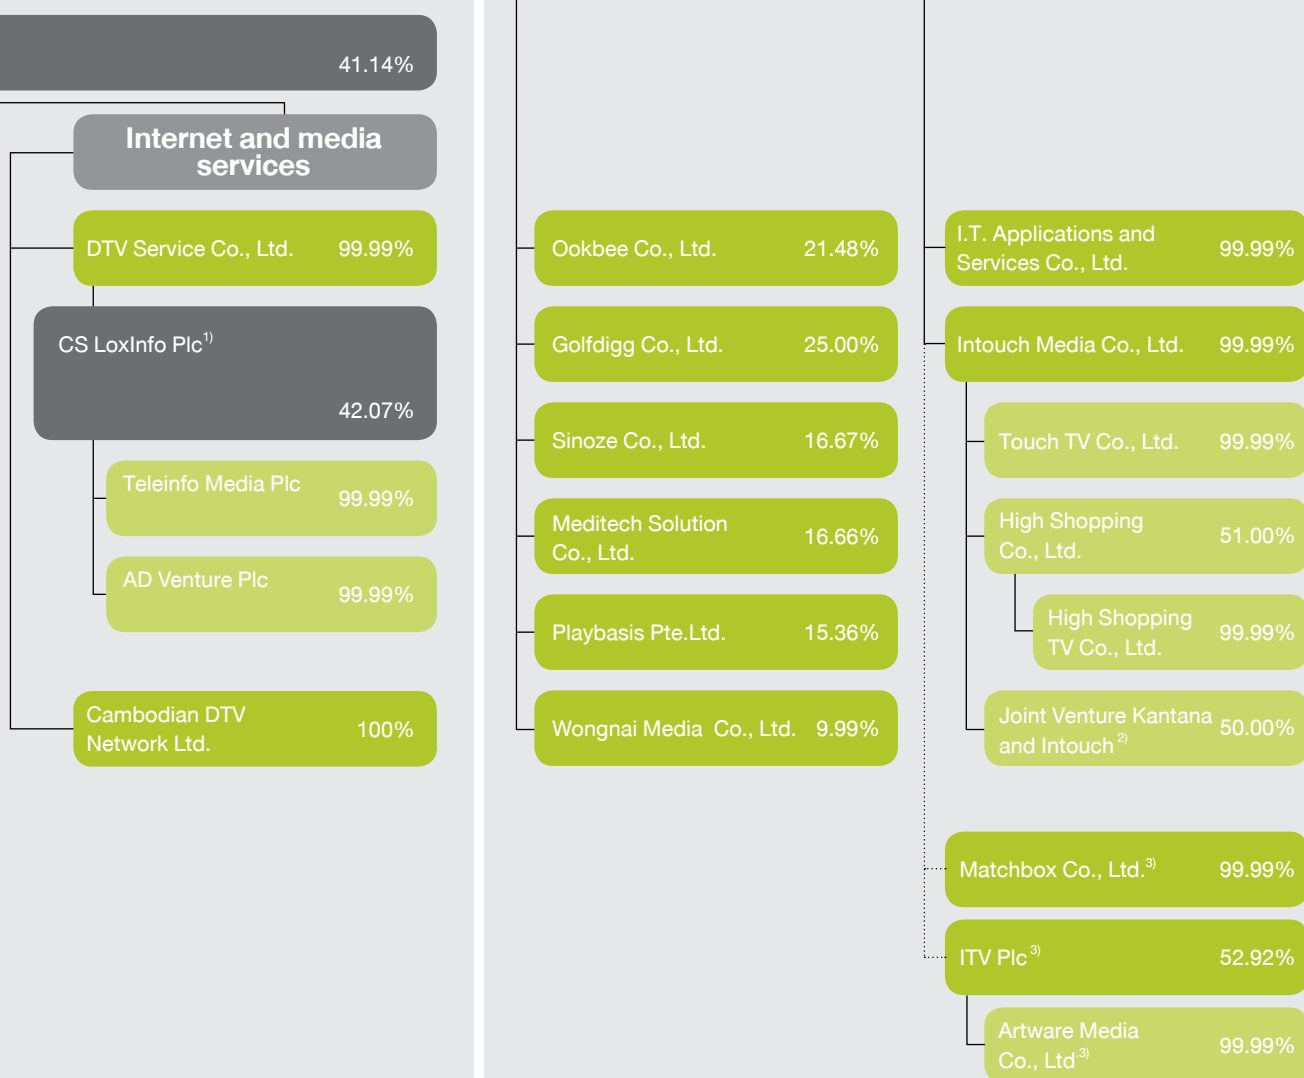 41.14%
Internet and media
services
DTV Service Co., Ltd. 99.99%
CS LoxInfo Plc1)
42.07%
Teleinfo Media Plc
99.99%
AD Venture Plc
99.99%
Cambodian DTV
Network Ltd.
100%
Ookbee Co., Ltd. 21.48%
Golfdigg Co., Ltd. 25.00%
Sinoze Co., Ltd. 16.67%
Meditech Solution
Co., Ltd.
16.66%
Playbasis Pte.Ltd. 15.36%
Wongnai Media Co., Ltd. 9.99%
I.T. Applications and
Services Co., Ltd.
99.99%
Intouch Media Co., Ltd. 99.99%
Touch TV Co., Ltd. 99.99%
High Shopping
Co., Ltd.
51.00%
High Shopping
TV Co., Ltd.
99.99%
Joint Venture Kantana
and Intouch 2)
50.00%
Matchbox Co., Ltd.3) 99.99%
ITV Plc 3) 52.92%
Artware Media
Co., Ltd.3)
99.99%